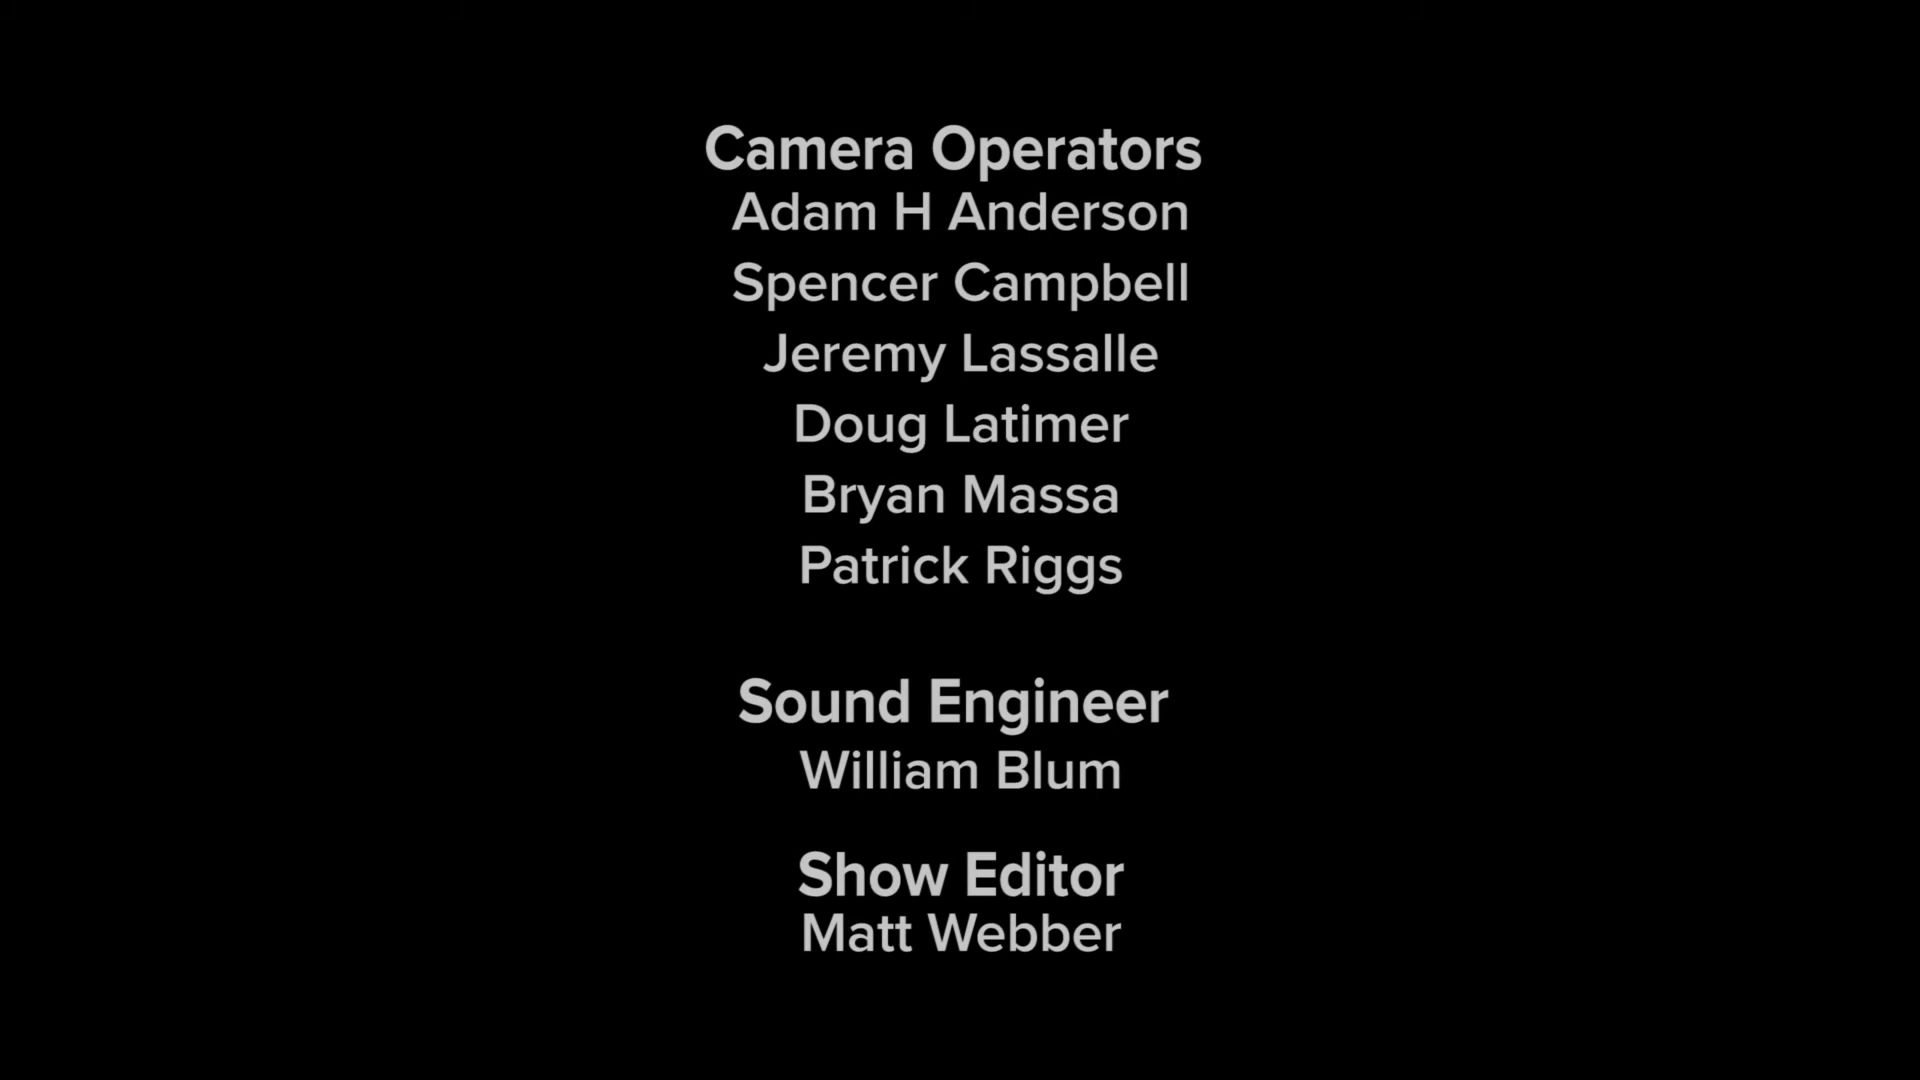 Camera Operators
Adam H Anderson
Spencer Campbell
Jeremy Lassalle
Doug Latimer
Bryan Massa
Patrick Riggs
Sound Engineer
William Blum
Show Editor
Matt Webber